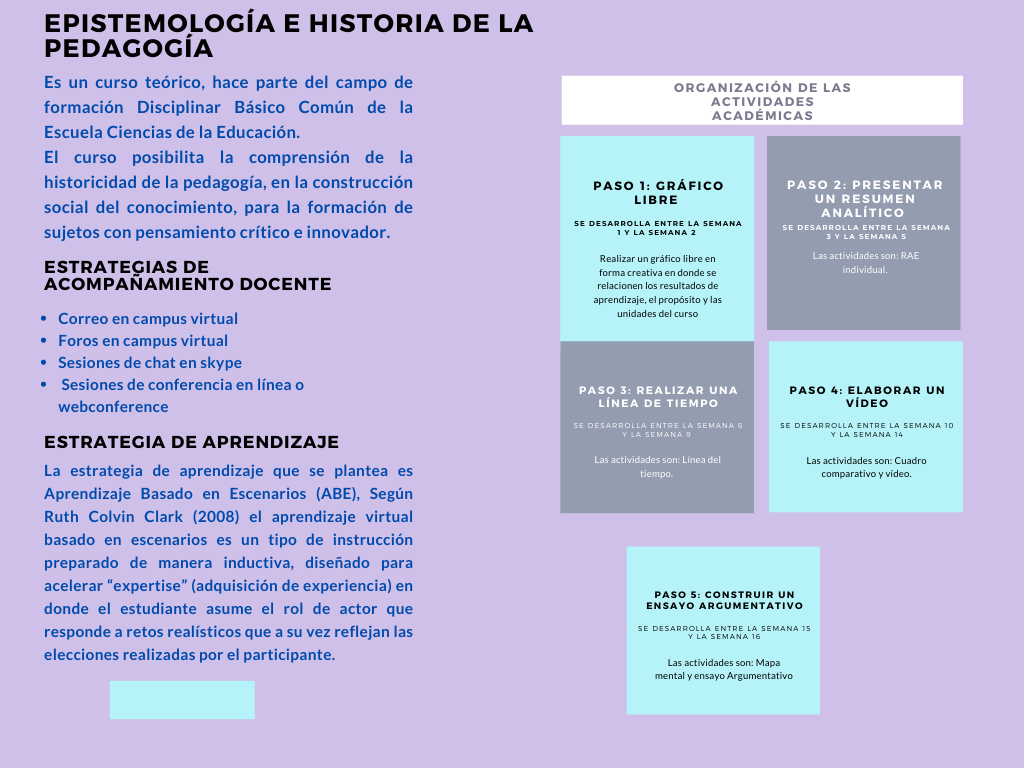 EPISTEMOLOGÍA E HISTORIA DE LA
PEDAGOGÍA
Es un curso teórico, hace parte del campo de
formación Disciplinar Básico Común de la
Escuela Ciencias de la Educación.
El curso posibilita la comprensión de la
historicidad de la pedagogía, en la construcción
social del conocimiento, para la formación de
sujetos con pensamiento crítico e innovador.
ESTRATEGIAS DE
ACOMPAÑAMIENTO DOCENTE
• Correo en campus virtual
• Foros en campus virtual
• Sesiones de chat en skype
• Sesiones de conferencia en línea o
webconference
ESTRATEGIA DE APRENDIZAJE
La estrategia de aprendizaje que se plantea es
Aprendizaje Basado en Escenarios (ABE), Según
Ruth Colvin Clark (2008) el aprendizaje virtual
basado en escenarios es un tipo de instrucción
preparado de manera inductiva, diseñado para
acelerar “expertise” (adquisición de experiencia) en
donde el estudiante asume el rol de actor que
responde a retos realísticos que a su vez reflejan las
elecciones realizadas por el participante.
ORGANIZACIÓN DE LAS
ACTIVIDADES
ACADÉMICAS
PASO 1: GRÁFICO
LIBRE
SE DESARROLLA ENTRE LA SEMANA
1 Y LA SEMANA 2
Realizar un gráfico libre en
forma creativa en donde se
relacionen los resultados de
aprendizaje, el propósito y las
unidades del curso
PASO 2: PRESENTAR
UN RESUMEN
ANALÍTICO
SE DESARROLLA ENTRE LA SEMANA
3 Y LA SEMANA 5
Las actividades son: RAE
individual.
PASO 3: REALIZAR UNA
LÍNEA DE TIEMPO
SE DESARROLLA ENTRE LA SEMANA 6
Y LA SEMANA 9
Las actividades son: Línea del
tiempo.
PASO 4: ELABORAR UN
VÍDEO
SE DESARROLLA ENTRE LA SEMANA 10
Y LA SEMANA 14
Las actividades son: Cuadro
comparativo y vídeo.
PASO 5: CONSTRUIR UN
ENSAYO ARGUMENTATIVO
SE DESARROLLA ENTRE LA SEMANA 15
Y LA SEMANA 16
Las actividades son: Mapa
mental y ensayo Argumentativo